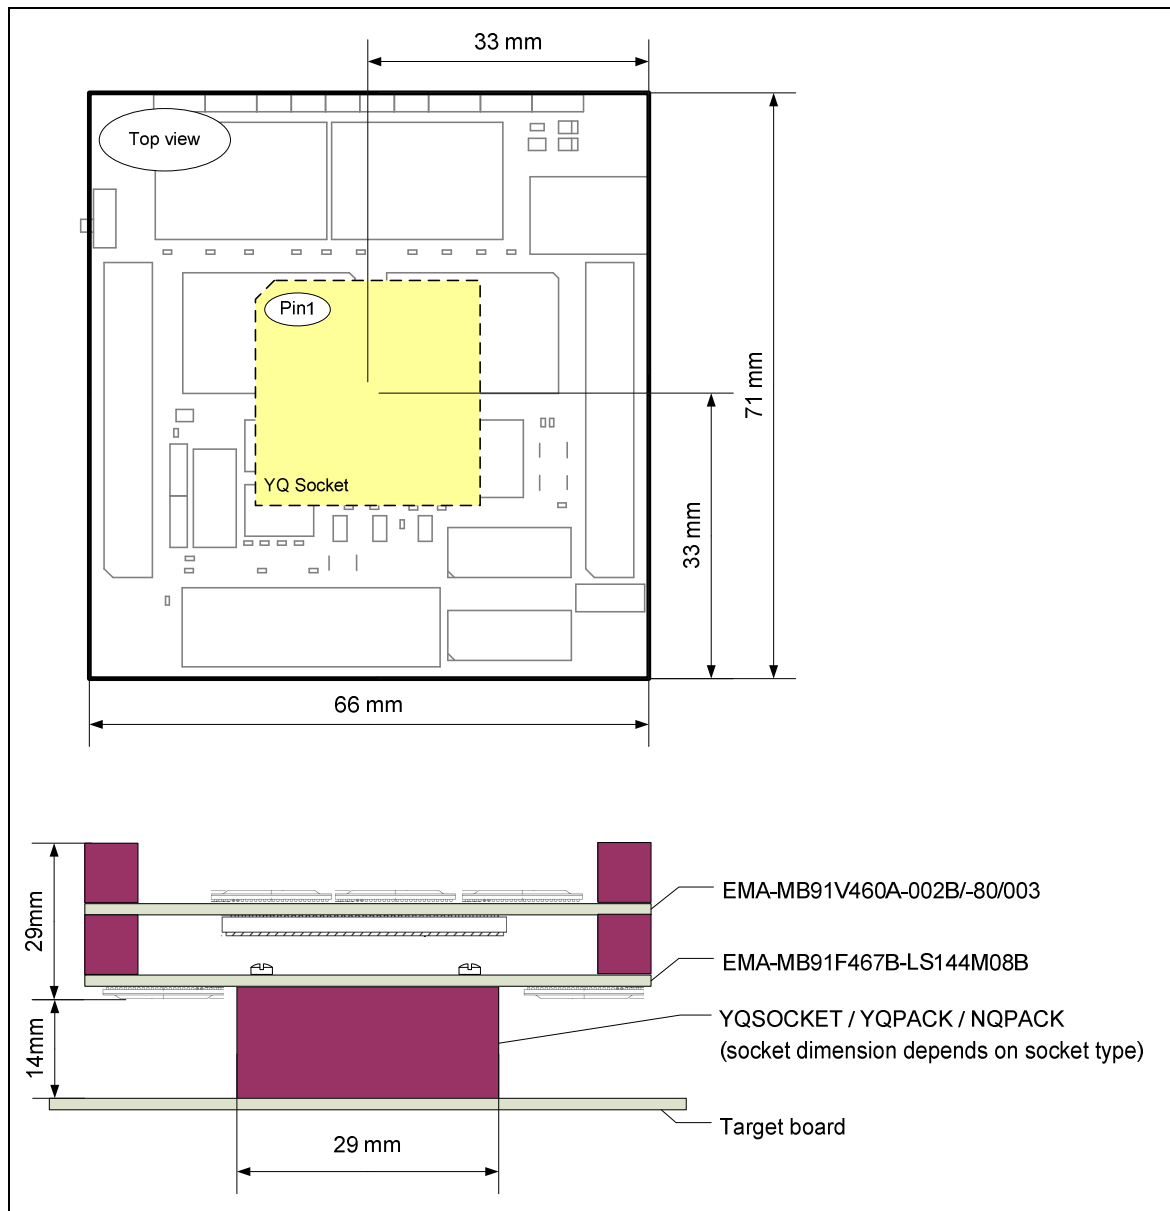 33 mm
Top view
Pin1
71 mm
YQ Socket
33 mm
66 mm
29mm
EMA-MB91V460A-002B/-80/003
EMA-MB91F467B-LS144M08B
14mm
YQSOCKET / YQPACK / NQPACK
(socket dimension depends on socket type)
Target board
29 mm